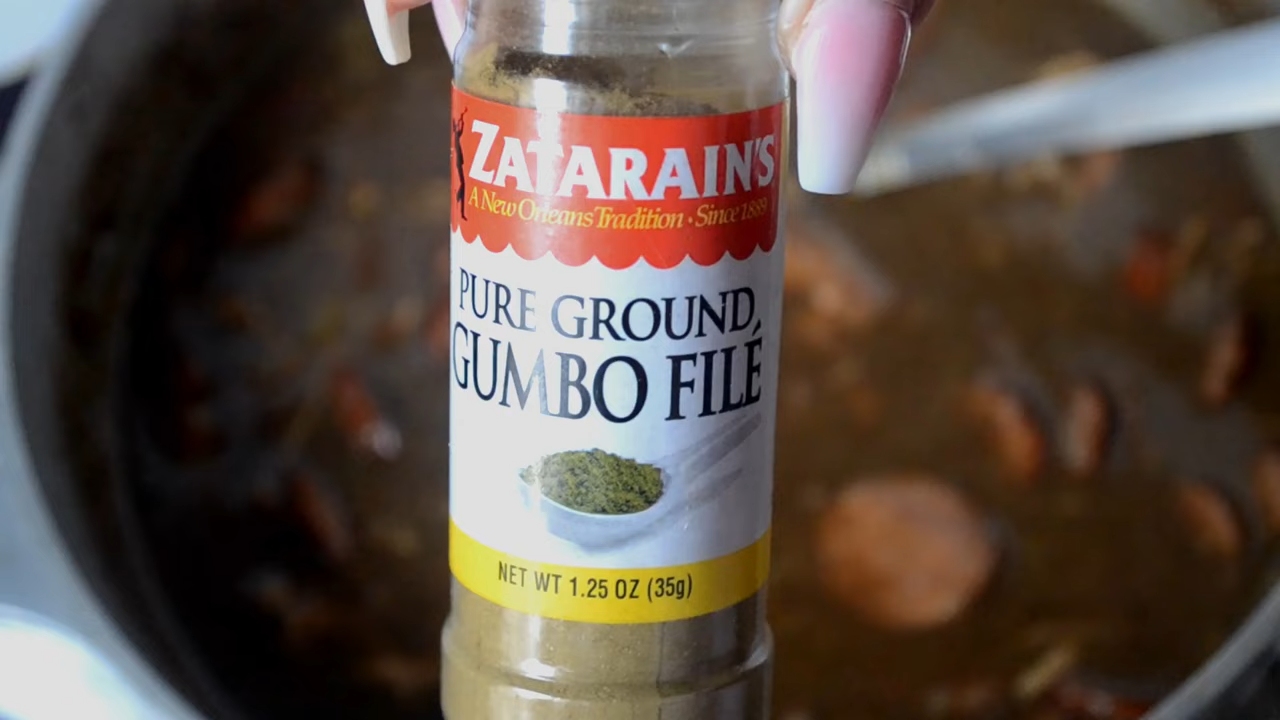 ZATARAIN'S
A New Orleans Tradition · Since 1889
PURE GROUND
GUMBO FILÉ
NET WT 1.25 OZ (35g)